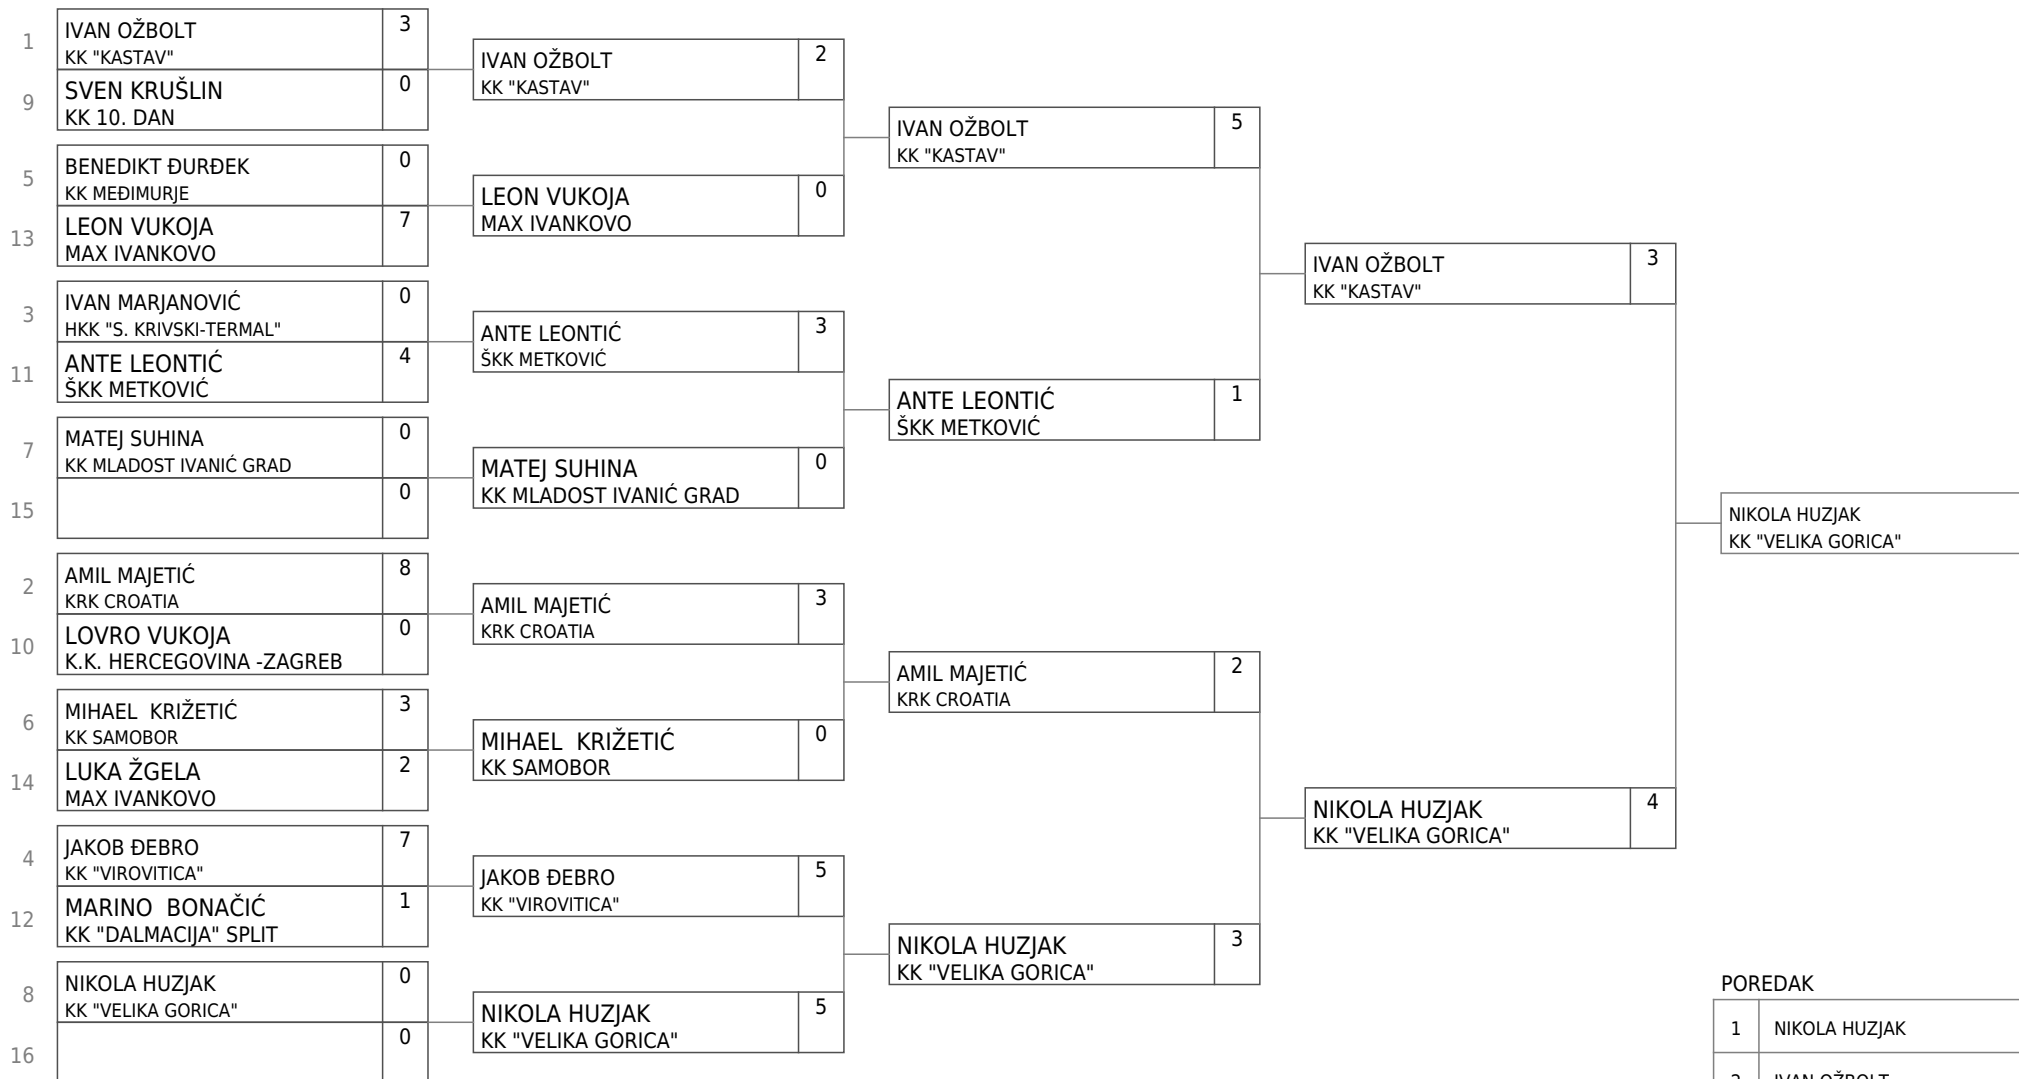 1
IVAN OŽBOLT
KK "KASTAV"
3
9
SVEN KRUŠLIN
KK 10. DAN
0
5
BENEDIKT ĐURĐEK
KK MEĐIMURJE
0
13
LEON VUKOJA
MAX IVANKOVO
7
3
IVAN MARJANOVIĆ
HKK "S. KRIVSKI-TERMAL"
0
11
ANTE LEONTIĆ
ŠKK METKOVIĆ
4
7
MATEJ SUHINA
KK MLADOST IVANIĆ GRAD
0
15
0
2
AMIL MAJETIĆ
KRK CROATIA
8
10
LOVRO VUKOJA
K.K. HERCEGOVINA -ZAGREB
0
6
MIHAEL  KRIŽETIĆ
KK SAMOBOR
3
14
LUKA ŽGELA
MAX IVANKOVO
2
4
JAKOB ĐEBRO
KK "VIROVITICA"
7
12
MARINO  BONAČIĆ
KK "DALMACIJA" SPLIT
1
8
NIKOLA HUZJAK
KK "VELIKA GORICA"
0
16
0
IVAN OŽBOLT
KK "KASTAV"
2
LEON VUKOJA
MAX IVANKOVO
0
ANTE LEONTIĆ
ŠKK METKOVIĆ
3
MATEJ SUHINA
KK MLADOST IVANIĆ GRAD
0
AMIL MAJETIĆ
KRK CROATIA
3
MIHAEL  KRIŽETIĆ
KK SAMOBOR
0
JAKOB ĐEBRO
KK "VIROVITICA"
5
NIKOLA HUZJAK
KK "VELIKA GORICA"
5
IVAN OŽBOLT
KK "KASTAV"
5
ANTE LEONTIĆ
ŠKK METKOVIĆ
1
AMIL MAJETIĆ
KRK CROATIA
2
NIKOLA HUZJAK
KK "VELIKA GORICA"
3
IVAN OŽBOLT
KK "KASTAV"
3
NIKOLA HUZJAK
KK "VELIKA GORICA"
4
NIKOLA HUZJAK
KK "VELIKA GORICA"
POREDAK
1 NIKOLA HUZJAK
2 IVAN OŽBOLT